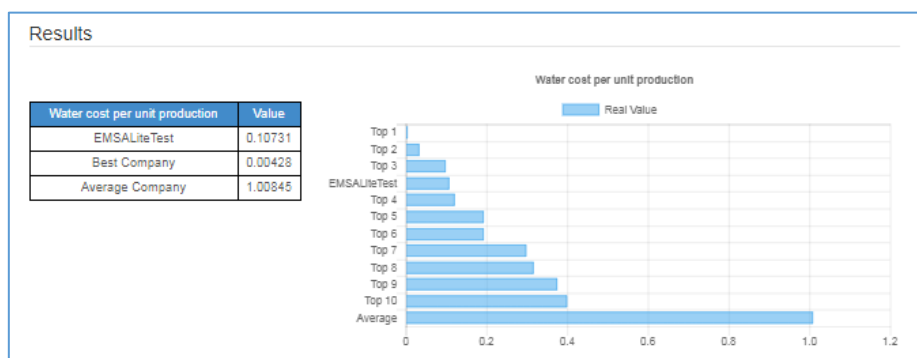 Results
Water cost per unit production Value
EMSALiteTest 0.10731
Best Company 0.00428
Average Company 1.00845
Water cost per unit production
Real Value
Top 1
Top 2
Top 3
EMSALiteTest
Top 4
Top 5
Top 6
Top 7
Top 8
Top 9
Top 10
Average
0 0.2 0.4 0.6 0.8 1.0 1.2